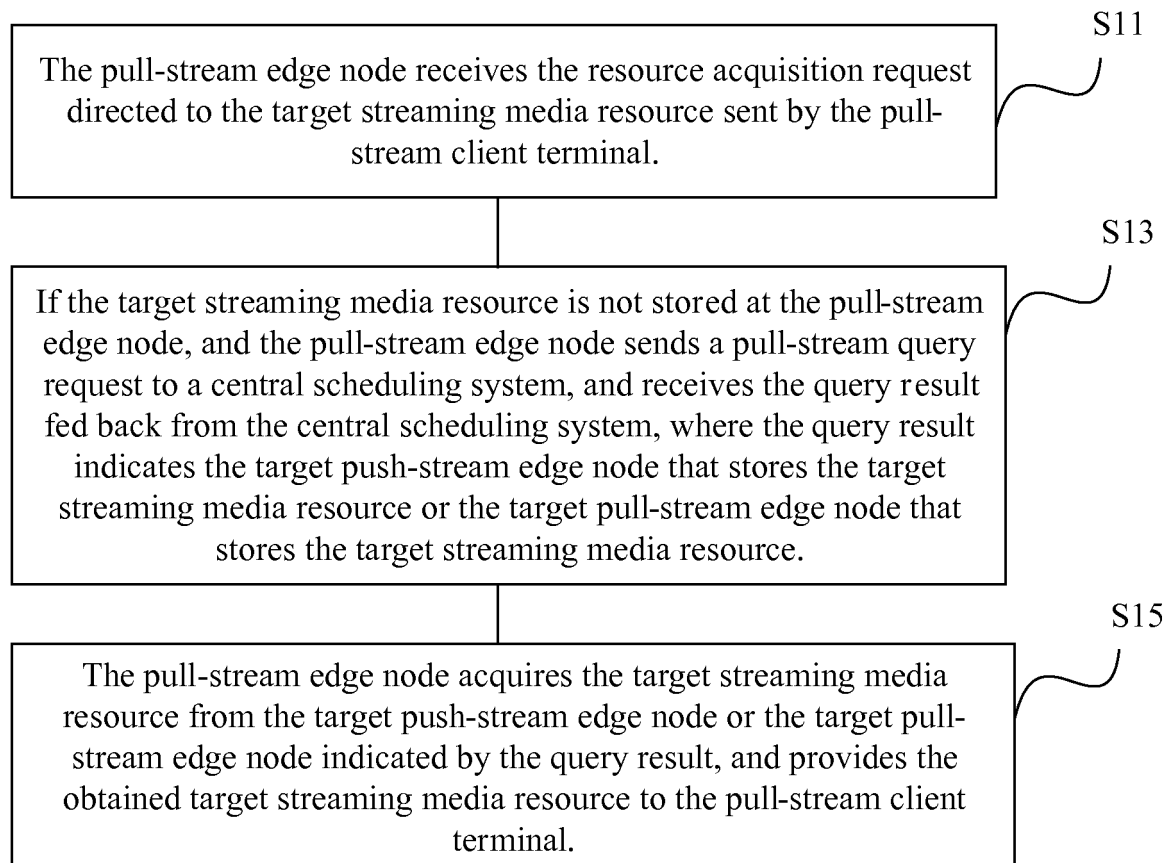 S11
The pull-stream edge node receives the resource acquisition request
directed to the target streaming media resource sent by the pull-
stream client terminal.
S13
If the target streaming media resource is not stored at the pull-stream
edge node, and the pull-stream edge node sends a pull-stream query
request to a central scheduling system, and receives the query result
fed back from the central scheduling system, where the query result
indicates the target push-stream edge node that stores the target
streaming media resource or the target pull-stream edge node that
stores the target streaming media resource.
S15
The pull-stream edge node acquires the target streaming media
resource from the target push-stream edge node or the target pull-
stream edge node indicated by the query result, and provides the
obtained target streaming media resource to the pull-stream client
terminal.